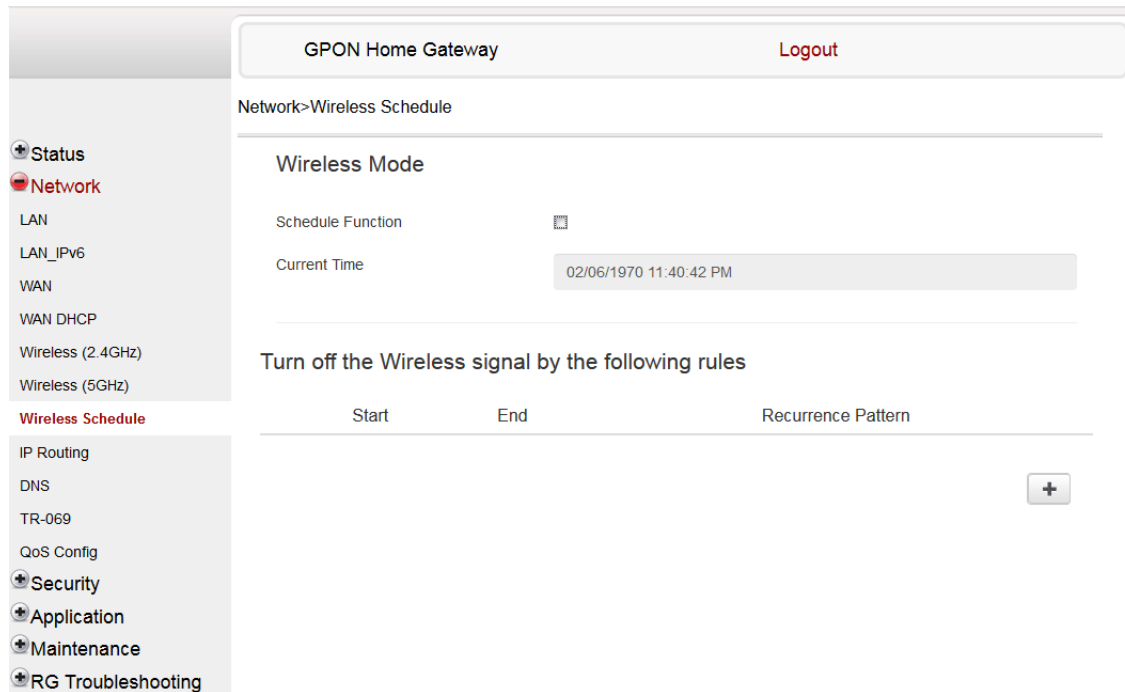 GPON Home Gateway Logout
Network>Wireless Schedule
Status
Network
LAN
LAN_IPv6
WAN
WAN DHCP
Wireless (2.4GHz)
Wireless (5GHz)
Wireless Schedule
IP Routing
DNS
TR-069
QoS Config
Security
Application
Maintenance
RG Troubleshooting
Wireless Mode
Schedule Function
Current Time 02/06/1970 11:40:42 PM
Turn off the Wireless signal by the following rules
Start End Recurrence Pattern